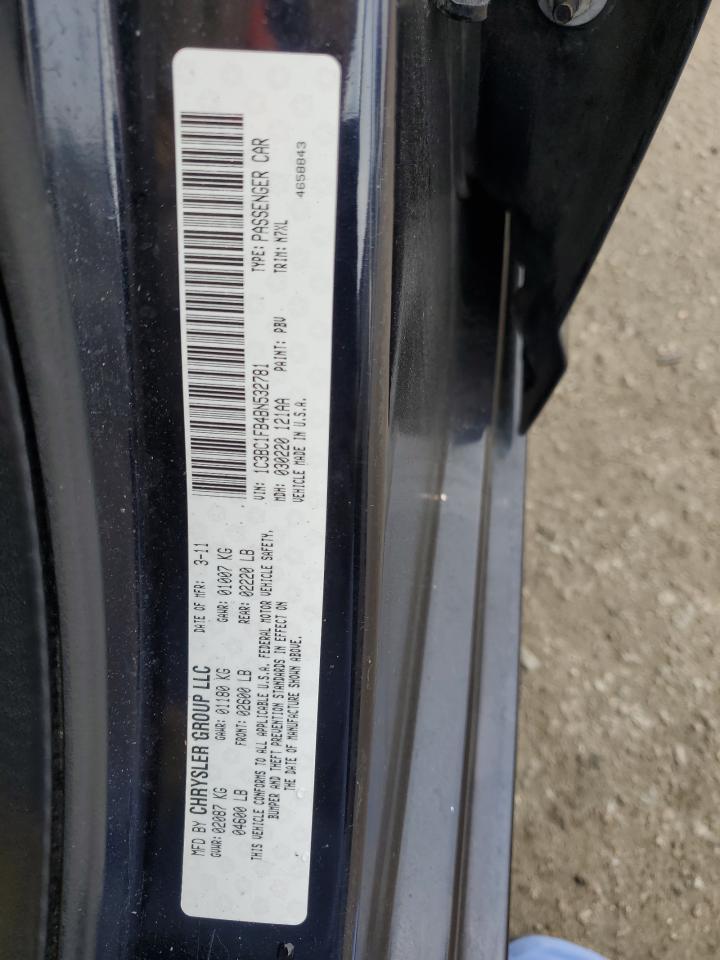 MFD BY CHRYSLER GROUP LLC DATE OF MFR: 3-11
GVWR: 02087 KG GAWR: 01180 KG GAWR: 01007 KG
04600 LB FRONT: 02600 LB REAR: 02220 LB
THIS VEHICLE CONFORMS TO ALL APPLICABLE U.S.A. FEDERAL MOTOR VEHICLE SAFETY,
BUMPER AND THEFT PREVENTION STANDARDS IN EFFECT ON
THE DATE OF MANUFACTURE SHOWN ABOVE.
VIN: 1C3BC1FB4BN532781 TYPE: PASSENGER CAR
MDH: 030220 121AA PAINT: PBV TRIM: N7XL
VEHICLE MADE IN U.S.A. 4658843